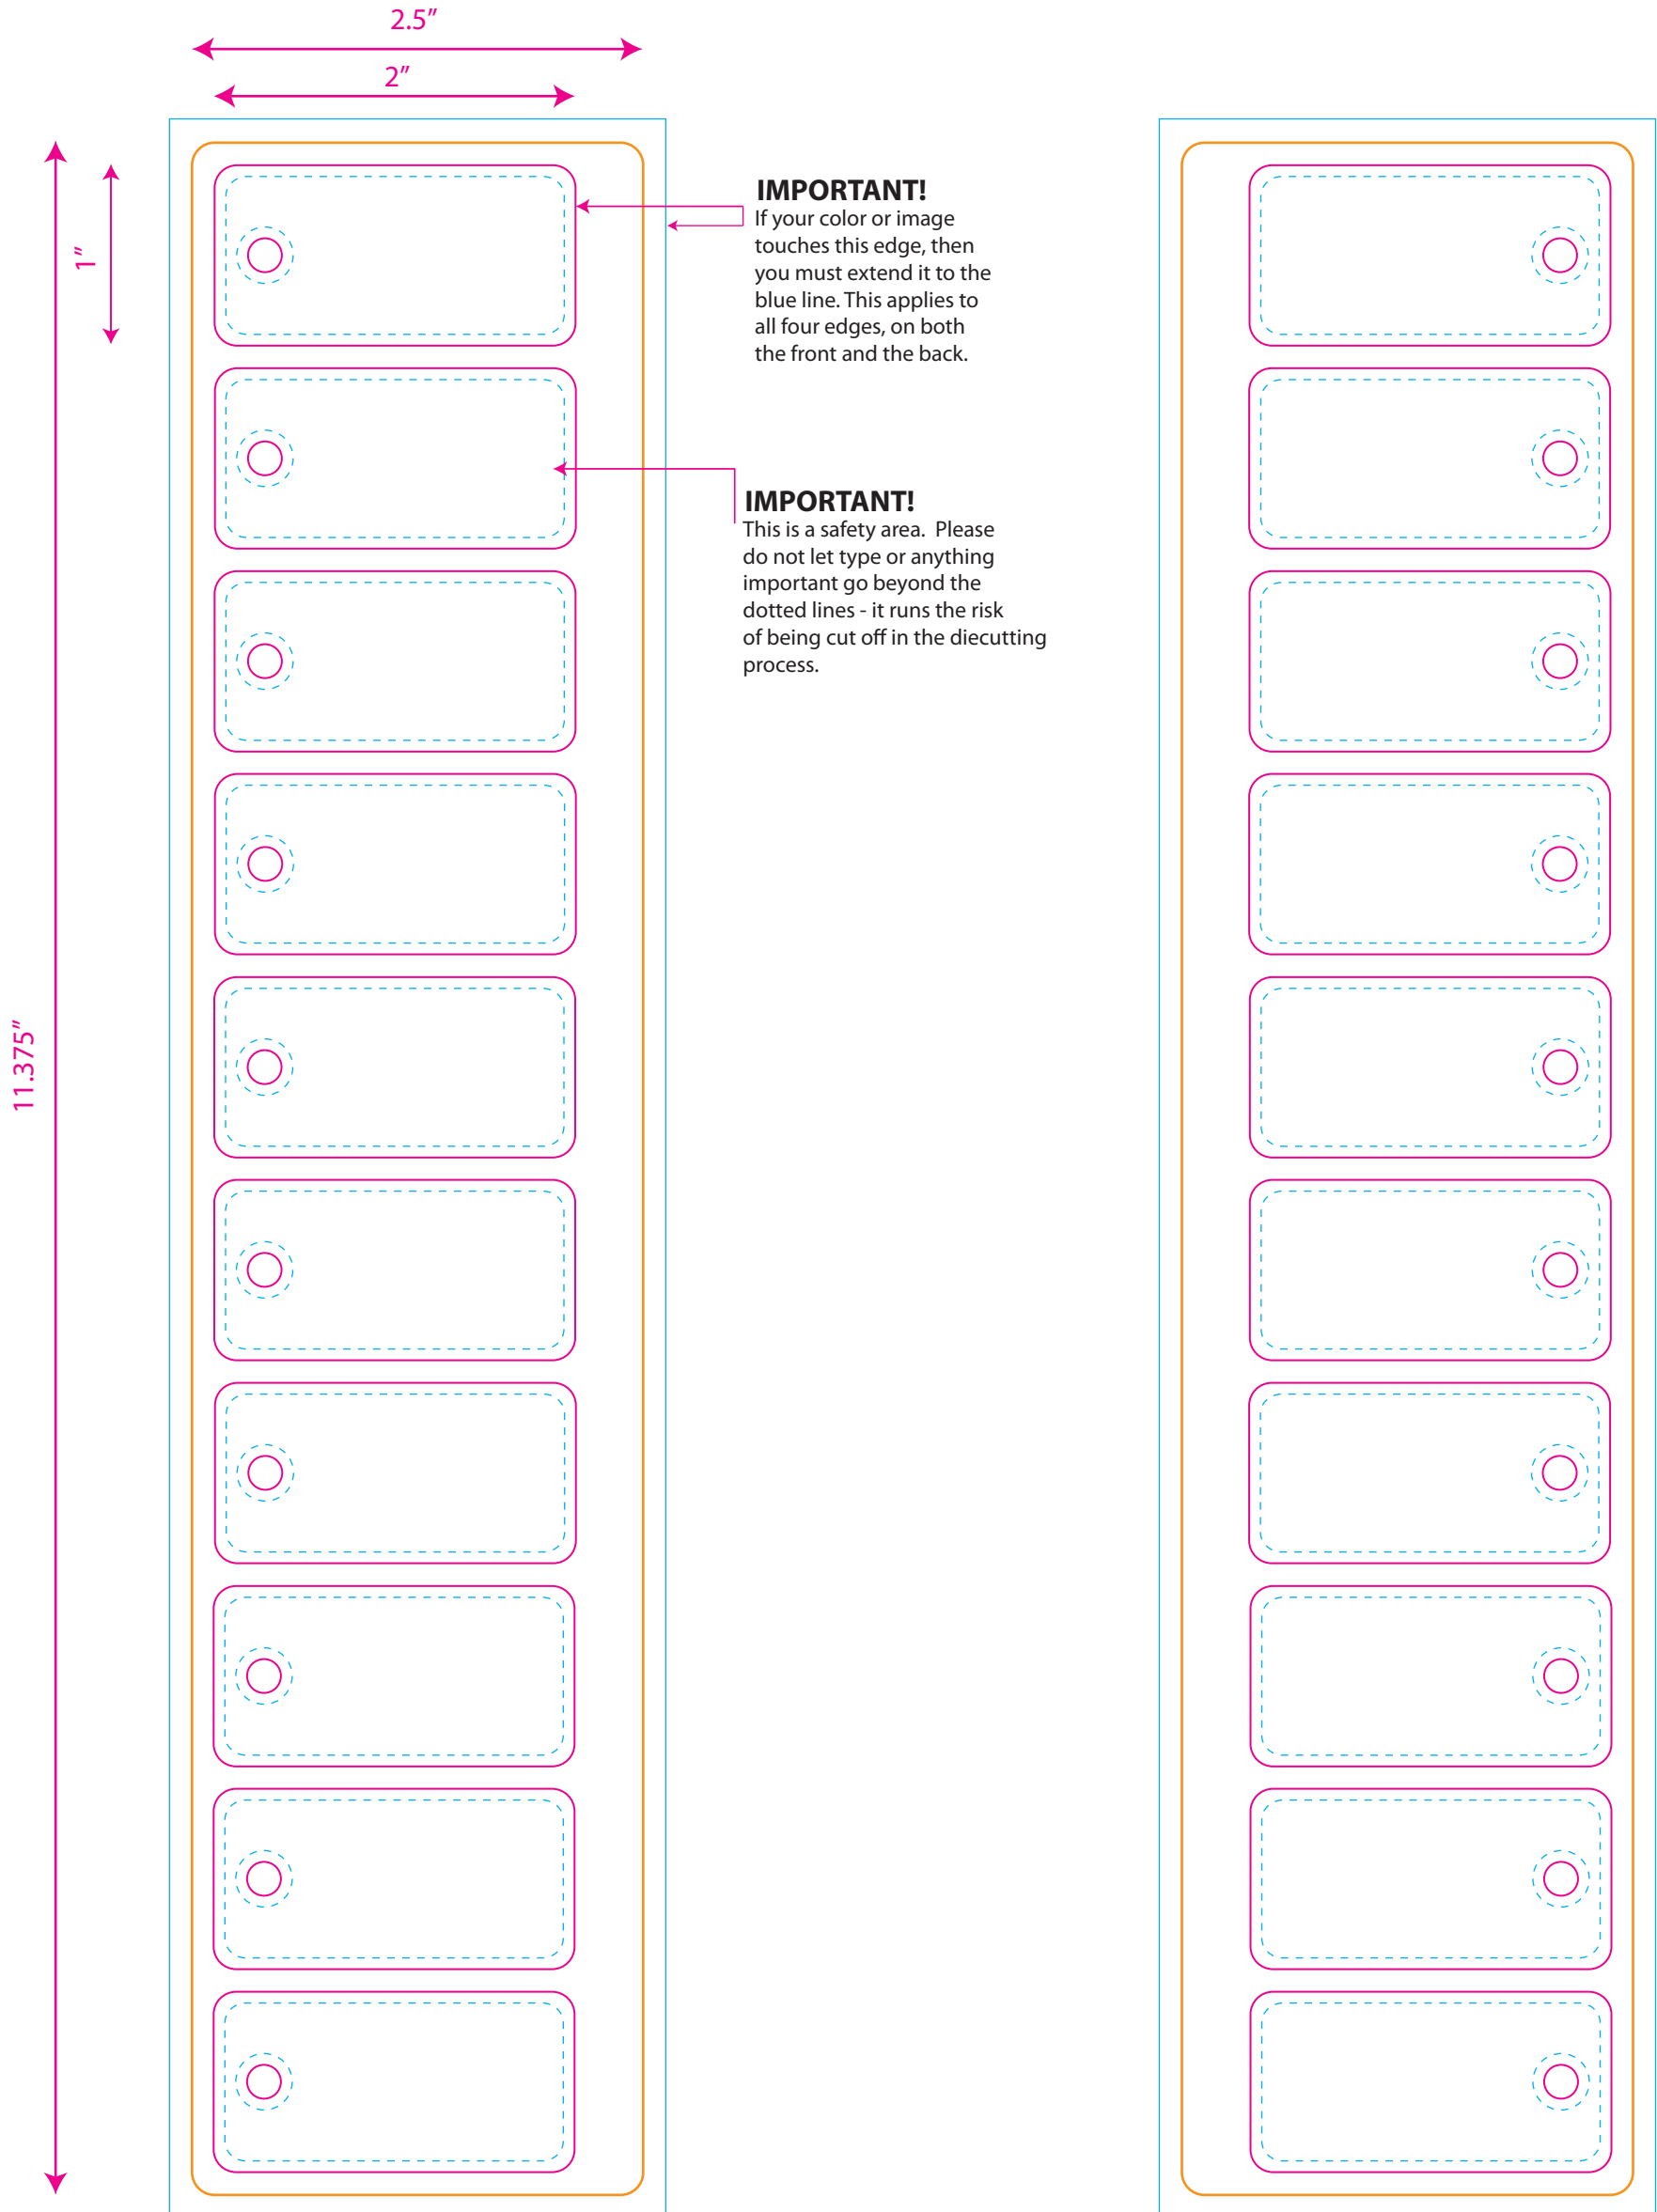 2.5”
2”
1”
11.375”
IMPORTANT!
If your color or image
touches this edge, then
you must extend it to the
blue line. This applies to
all four edges, on both
the front and the back.
IMPORTANT!
This is a safety area.  Please
do not let type or anything
important go beyond the
dotted lines - it runs the risk
of being cut off in the diecutting
process.